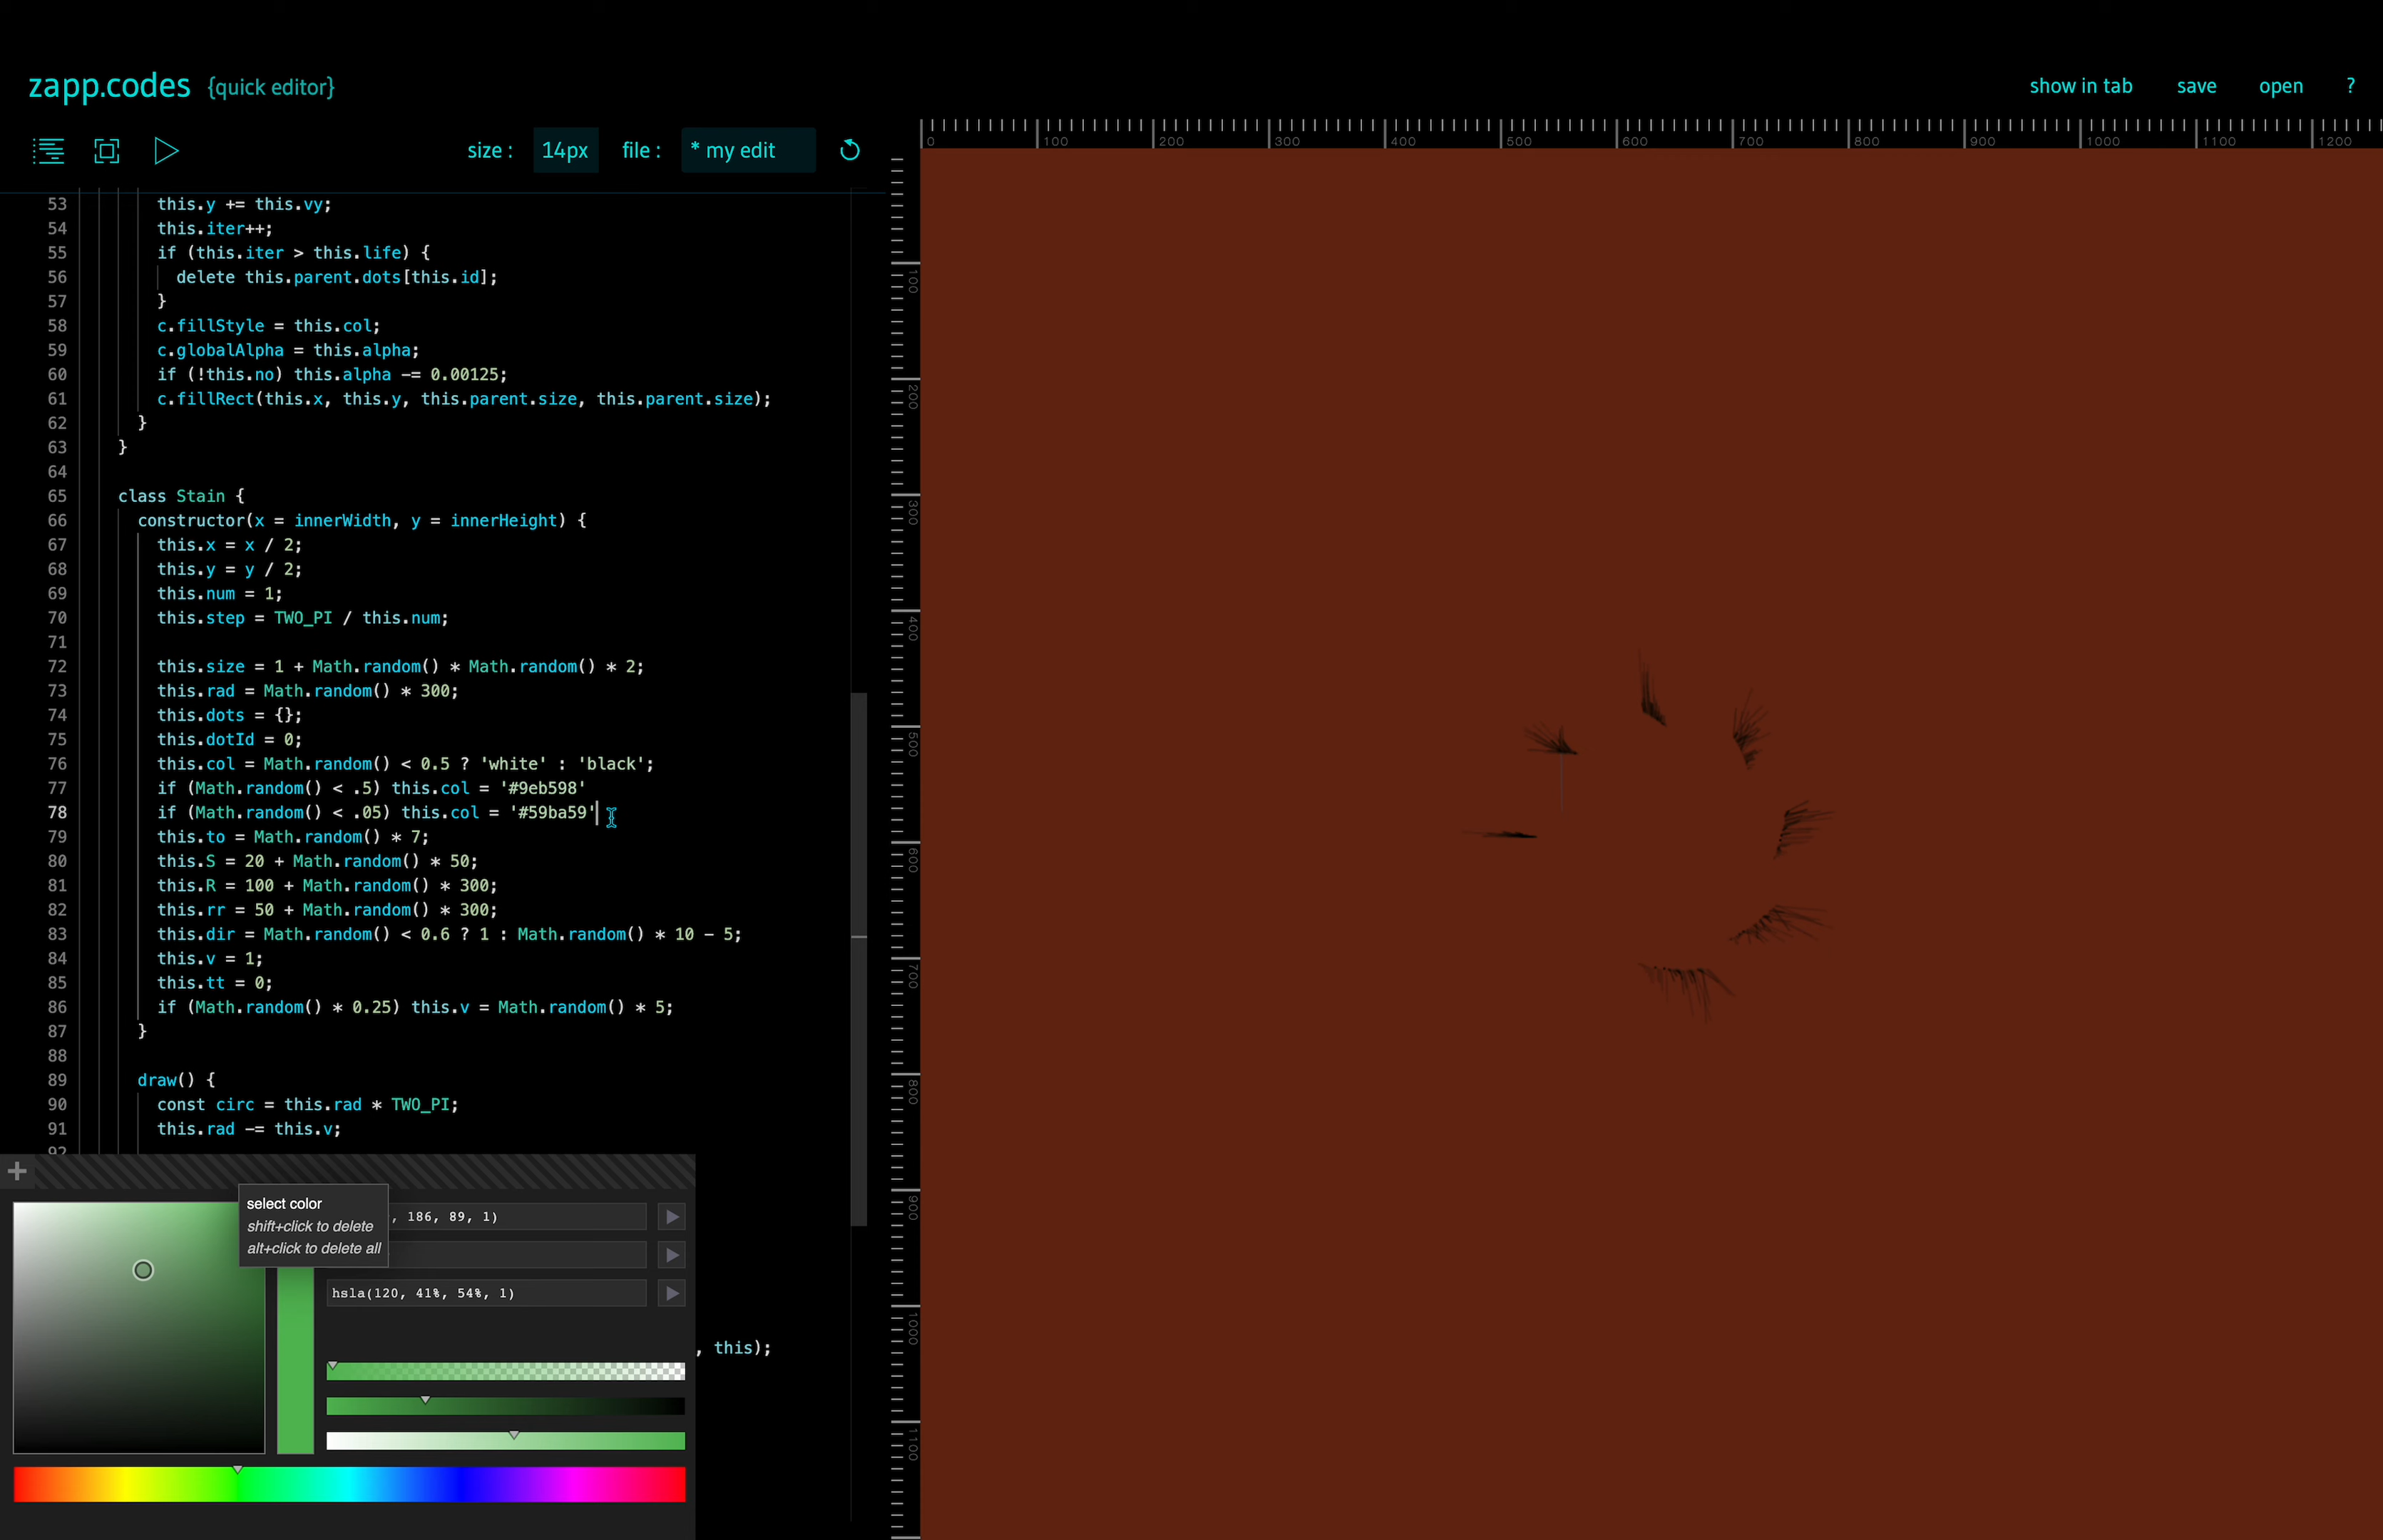 zapp.codes {quick editor}
show in tab save open ?
size : 14px file : * my edit
0 100 200 300 400 500 600 700 800 900 1000 1100 1200
53 this.y += this.vy;
54 this.iter++;
55 if (this.iter > this.life) {
56 delete this.parent.dots[this.id];
57 }
58 c.fillStyle = this.col;
59 c.globalAlpha = this.alpha;
60 if (!this.no) this.alpha -= 0.00125;
61 c.fillRect(this.x, this.y, this.parent.size, this.parent.size);
62 }
63 }
64
65 class Stain {
66 constructor(x = innerWidth, y = innerHeight) {
67 this.x = x / 2;
68 this.y = y / 2;
69 this.num = 1;
70 this.step = TWO_PI / this.num;
71
72 this.size = 1 + Math.random() * Math.random() * 2;
73 this.rad = Math.random() * 300;
74 this.dots = {};
75 this.dotId = 0;
76 this.col = Math.random() < 0.5 ? 'white' : 'black';
77 if (Math.random() < .5) this.col = '#9eb598'
78 if (Math.random() < .05) this.col = '#59ba59'
79 this.to = Math.random() * 7;
80 this.S = 20 + Math.random() * 50;
81 this.R = 100 + Math.random() * 300;
82 this.rr = 50 + Math.random() * 300;
83 this.dir = Math.random() < 0.6 ? 1 : Math.random() * 10 - 5;
84 this.v = 1;
85 this.tt = 0;
86 if (Math.random() * 0.25) this.v = Math.random() * 5;
87 }
88
89 draw() {
90 const circ = this.rad * TWO_PI;
91 this.rad -= this.v;
92
select color
shift+click to delete
alt+click to delete all
, 186, 89, 1)
hsla(120, 41%, 54%, 1)
, this);
100
200
300
400
500
600
700
800
900
1000
1100